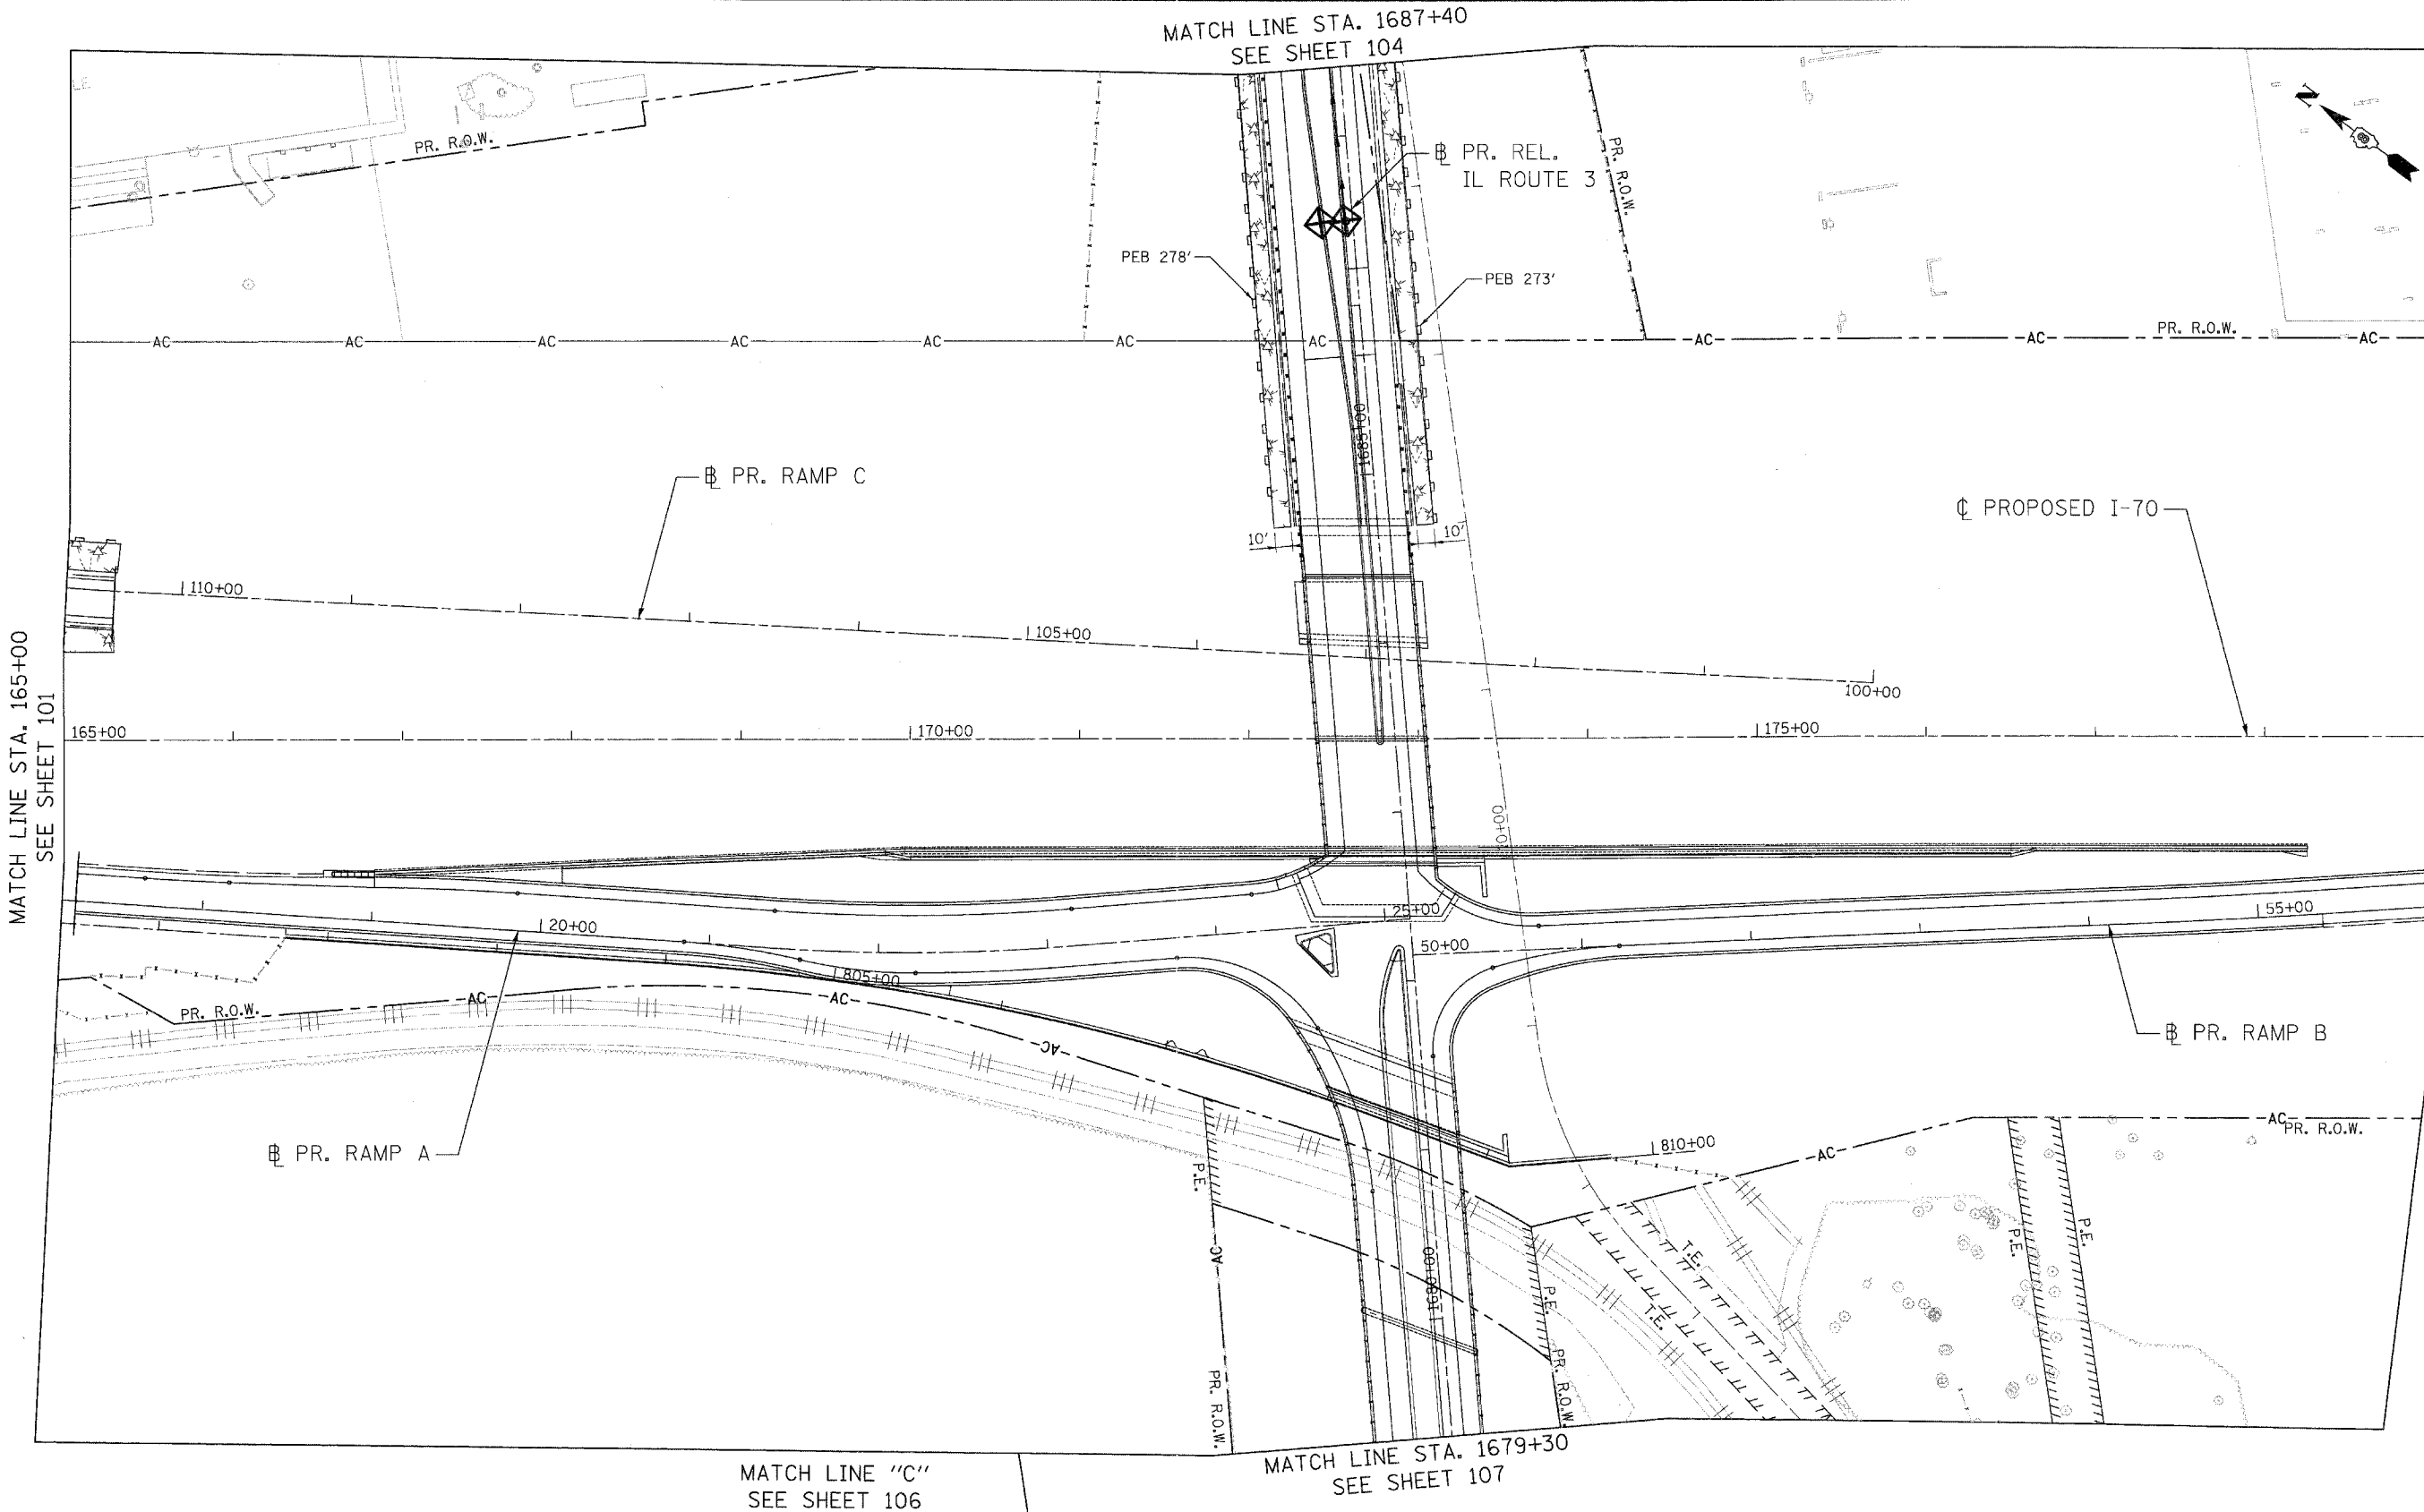 MATCH LINE STA. 1687+40
SEE SHEET 104
LE
PR. R.O.W.
PR. R.O.W.
N
℄ PR. REL.
IL ROUTE 3
PEB 278'
PEB 273'
AC
AC
AC
AC
AC
AC
AC
AC
AC
PR. R.O.W.
AC
1685+00
℄ PR. RAMP C
℄ PROPOSED I-70
10'
10'
110+00
105+00
100+00
MATCH LINE STA. 165+00
SEE SHEET 101
165+00
170+00
175+00
20+00
25+00
50+00
55+00
805+00
PR. R.O.W.
AC
AC
AC
℄ PR. RAMP B
℄ PR. RAMP A
810+00
AC
AC
PR. R.O.W.
P.E.
AC
PR. R.O.W.
1680+00
P.E.
PR. R.O.W.
T.E.
T.E.
P.E.
P.E.
MATCH LINE "C"
SEE SHEET 106
MATCH LINE STA. 1679+30
SEE SHEET 107